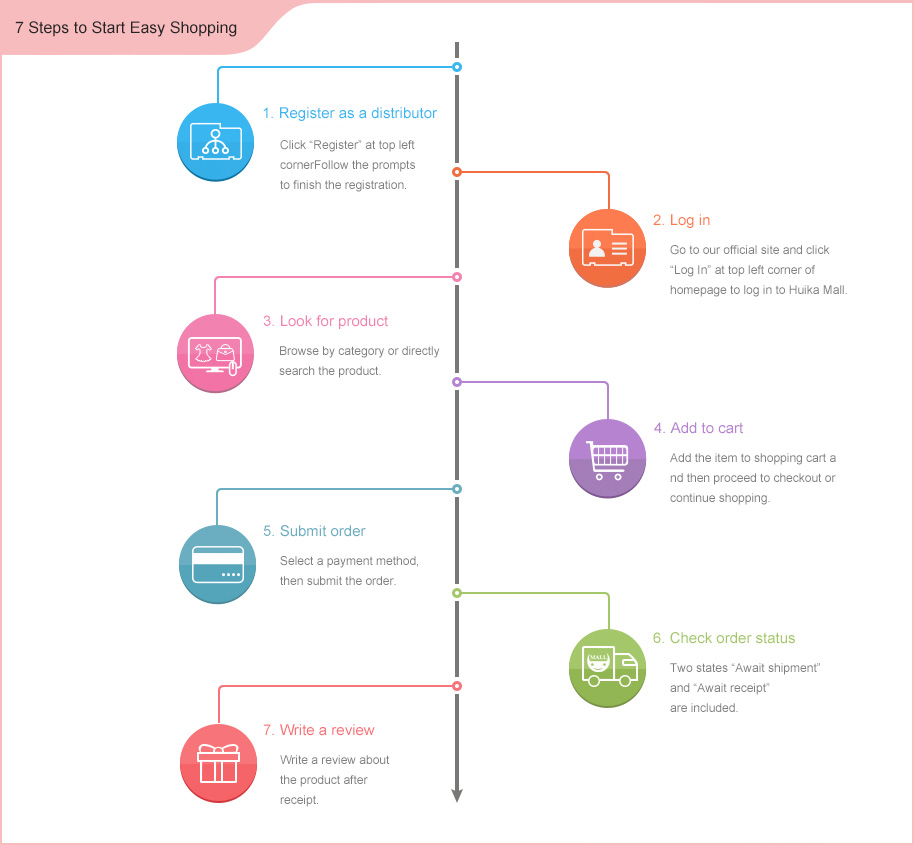 7 Steps to Start Easy Shopping
1. Register as a distributor
Click “Register” at top left
cornerFollow the prompts
to finish the registration.
2. Log in
Go to our official site and click
“Log In” at top left corner of
homepage to log in to Huika Mall.
3. Look for product
Browse by category or directly
search the product.
4. Add to cart
Add the item to shopping cart a
nd then proceed to checkout or
continue shopping.
5. Submit order
Select a payment method,
then submit the order.
6. Check order status
MALL
Two states “Await shipment”
and “Await receipt”
are included.
7. Write a review
Write a review about
the product after
receipt.